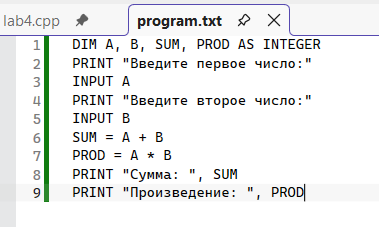 lab4.cpp program.txt
1 DIM A, B, SUM, PROD AS INTEGER
2 PRINT "Введите первое число:"
3 INPUT A
4 PRINT "Введите второе число:"
5 INPUT B
6 SUM = A + B
7 PROD = A * B
8 PRINT "Сумма: ", SUM
9 PRINT "Произведение: ", PROD